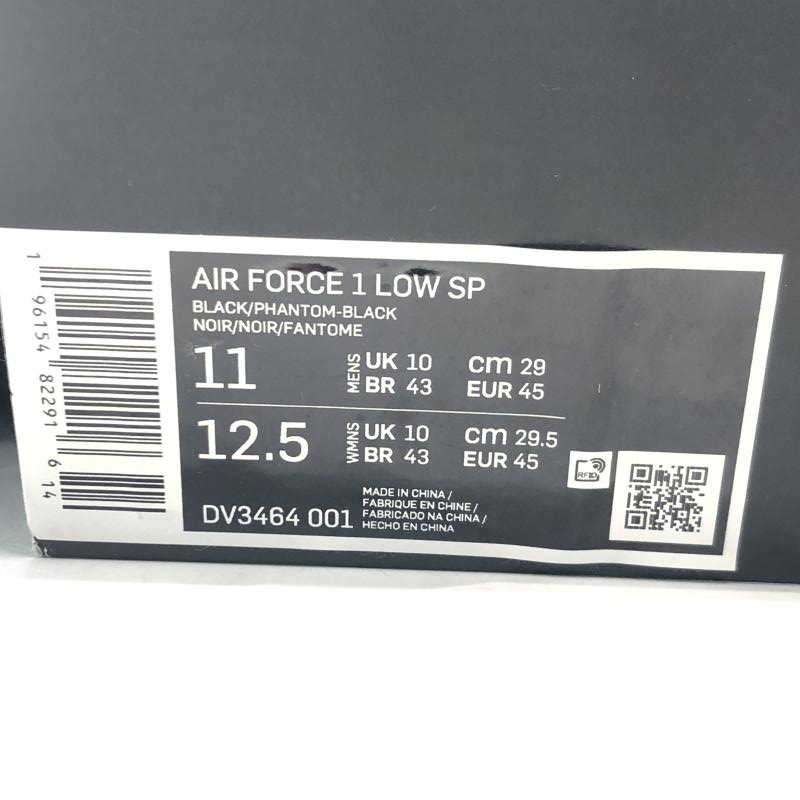 AIR FORCE 1 LOW SP
BLACK/PHANTOM-BLACK
NOIR/NOIR/FANTOME
11 MENS UK 10 cm 29
BR 43 EUR 45
12.5 WMNS UK 10 cm 29.5
BR 43 EUR 45
DV3464 001
MADE IN CHINA /
FABRIQUE EN CHINE /
FABRICADO NA CHINA /
HECHO EN CHINA
RFID
1 96154 82291 6 14